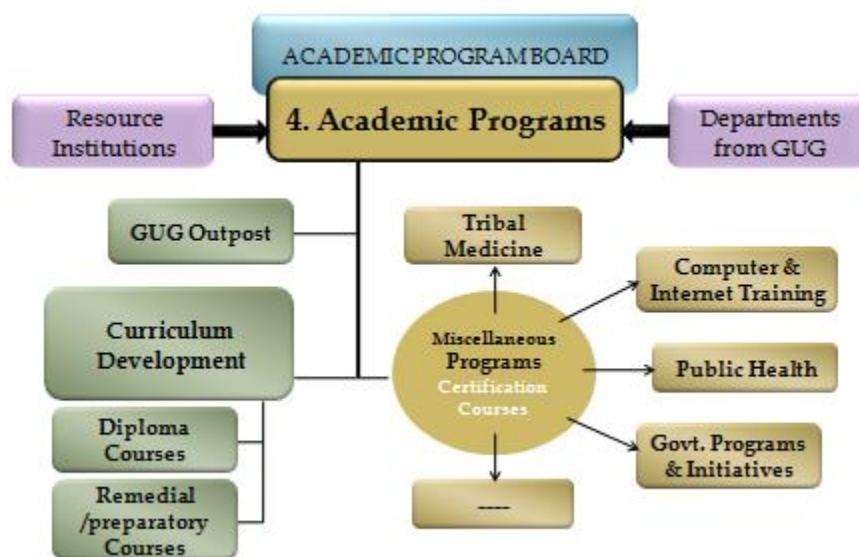 ACADEMIC PROGRAM BOARD
4. Academic Programs
Resource
Institutions
Departments
from GUG
GUG Outpost
Tribal
Medicine
Computer &
Internet Training
Curriculum
Development
Miscellaneous
Programs
Certification
Courses
Public Health
Diploma
Courses
Govt. Programs
& Initiatives
Remedial
/preparatory
Courses
----